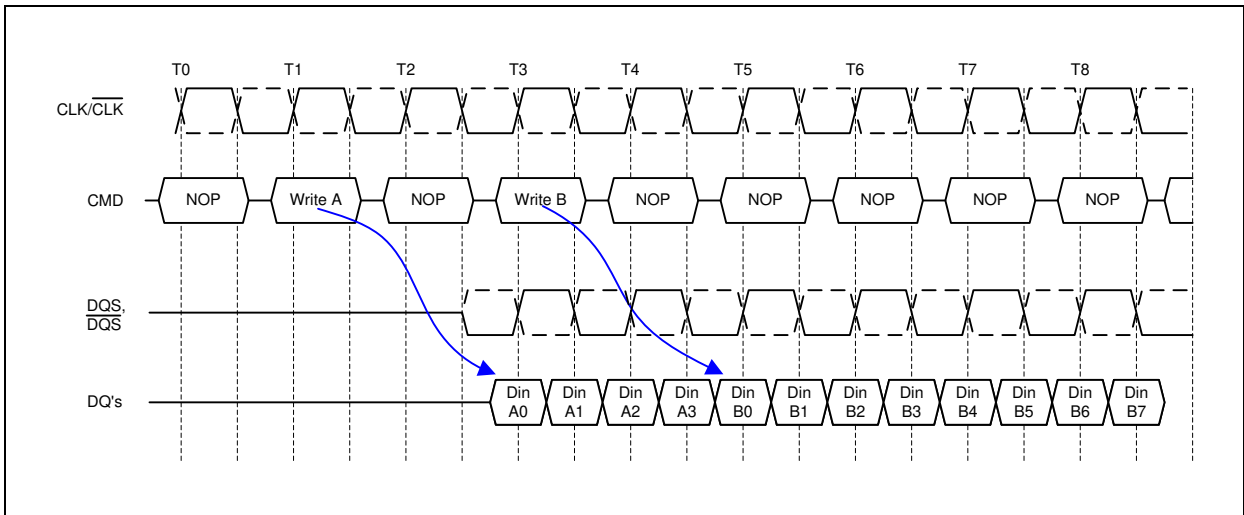 T0 T1 T2 T3 T4 T5 T6 T7 T8
CLK/CLK
CMD NOP Write A NOP Write B NOP NOP NOP NOP NOP
DQS,
DQS
DQ's
Din Din Din Din Din Din Din Din Din Din Din Din
A0 A1 A2 A3 B0 B1 B2 B3 B4 B5 B6 B7